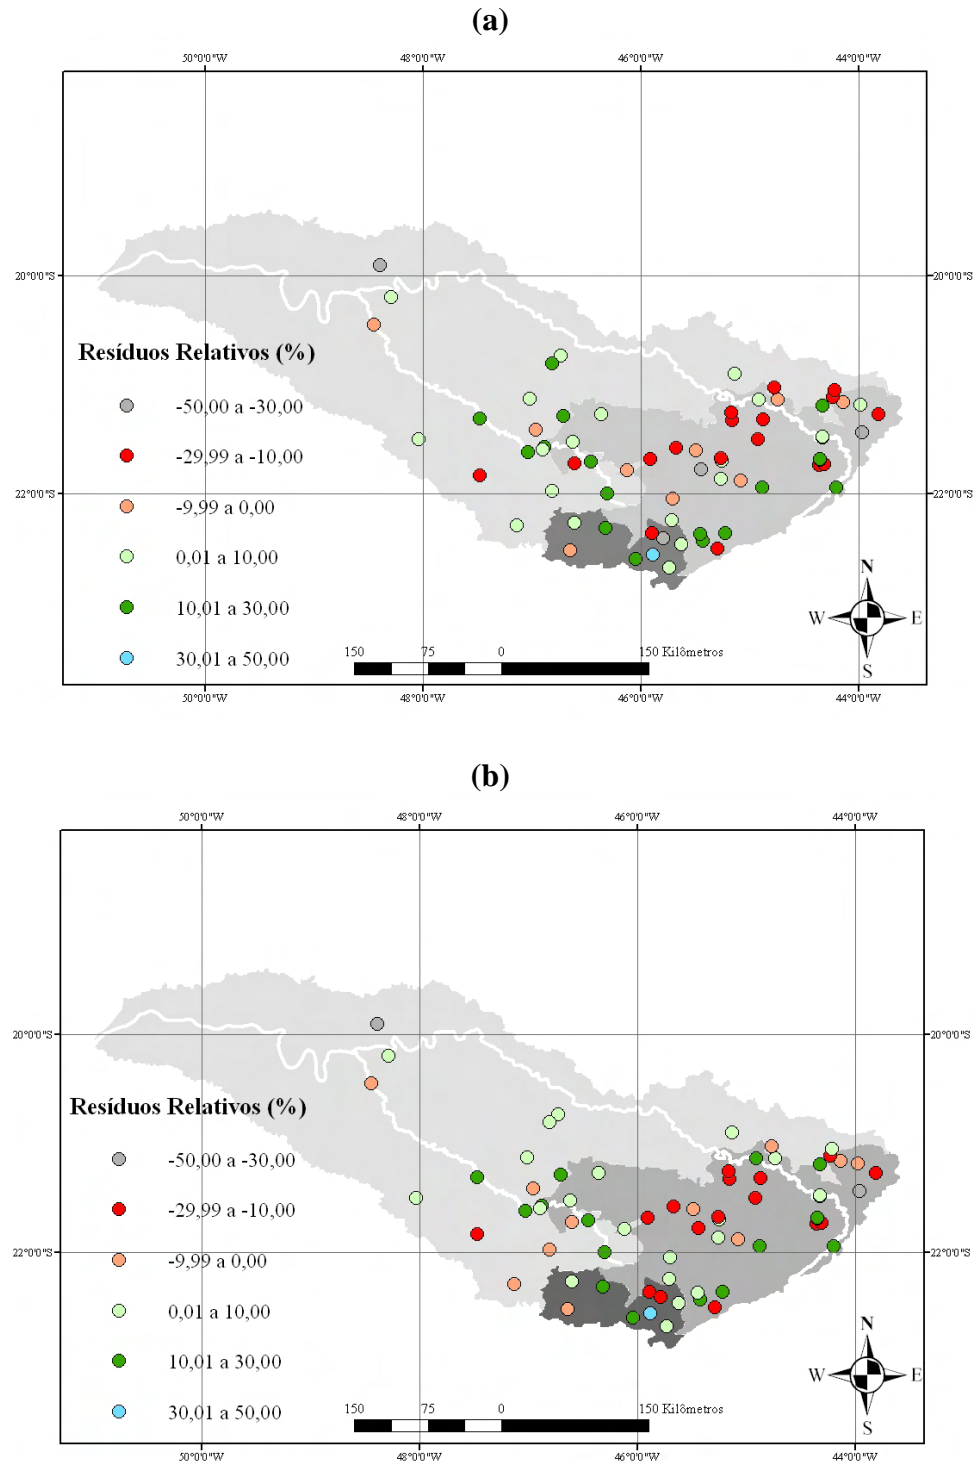 (a)
50°0'0"W 48°0'0"W 46°0'0"W 44°0'0"W
20°0'0"S 20°0'0"S
Resíduos Relativos (%)
-50,00 a -30,00
-29,99 a -10,00
22°0'0"S 22°0'0"S
-9,99 a 0,00
0,01 a 10,00
N
10,01 a 30,00
W E
30,01 a 50,00
150 75 0 150 Kilômetros
S
50°0'0"W 48°0'0"W 46°0'0"W 44°0'0"W
(b)
50°0'0"W 48°0'0"W 46°0'0"W 44°0'0"W
20°0'0"S 20°0'0"S
Resíduos Relativos (%)
-50,00 a -30,00
-29,99 a -10,00
22°0'0"S 22°0'0"S
-9,99 a 0,00
0,01 a 10,00
N
10,01 a 30,00
W E
30,01 a 50,00
150 75 0 150 Kilômetros
S
50°0'0"W 48°0'0"W 46°0'0"W 44°0'0"W